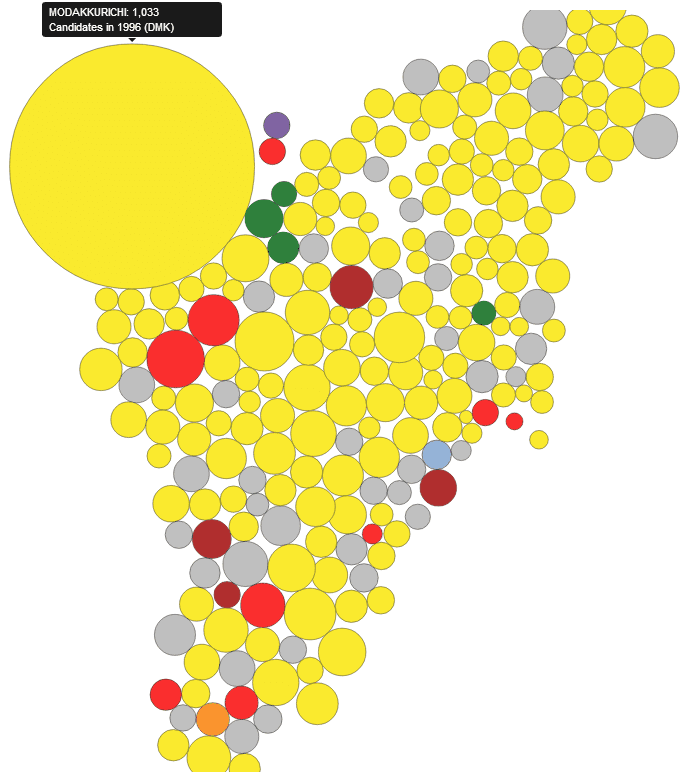 MODAKKURICHI: 1,033
Candidates in 1996 (DMK)